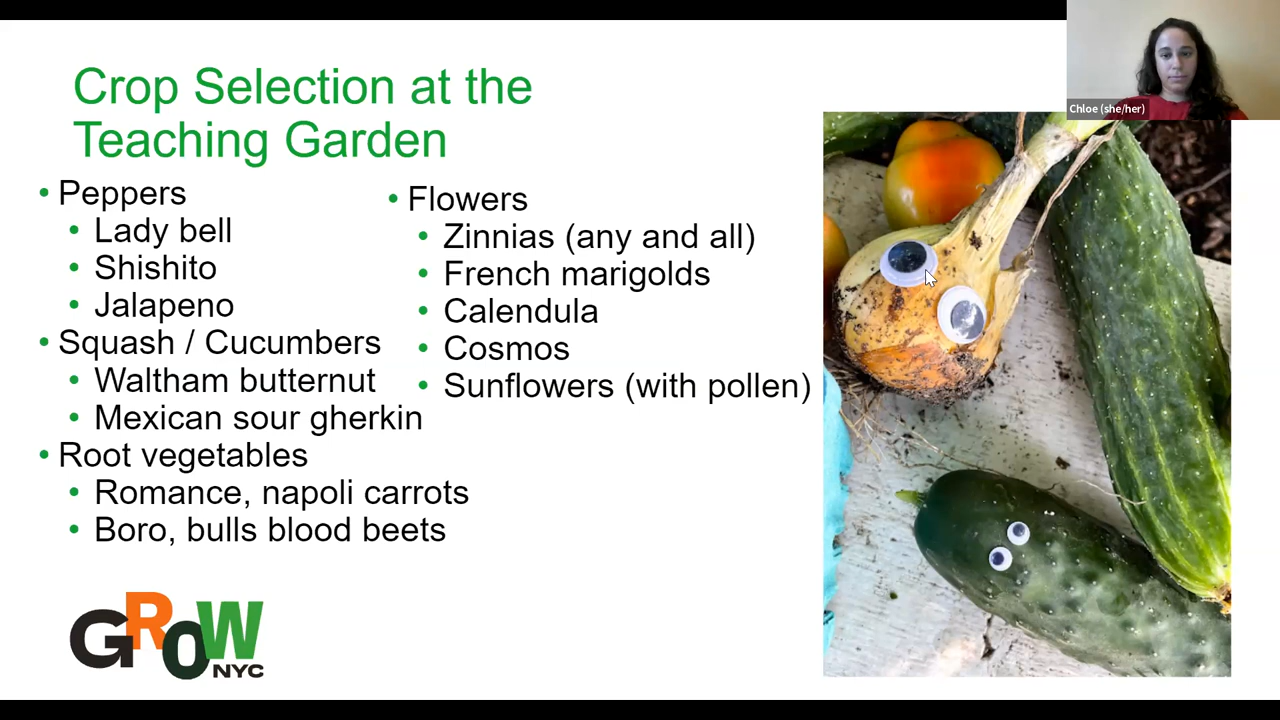 Crop Selection at the
Teaching Garden
• Peppers
• Lady bell
• Shishito
• Jalapeno
• Squash / Cucumbers
• Waltham butternut
• Mexican sour gherkin
• Root vegetables
• Romance, napoli carrots
• Boro, bulls blood beets
• Flowers
• Zinnias (any and all)
• French marigolds
• Calendula
• Cosmos
• Sunflowers (with pollen)
Chloe (she/her)
GROW
NYC